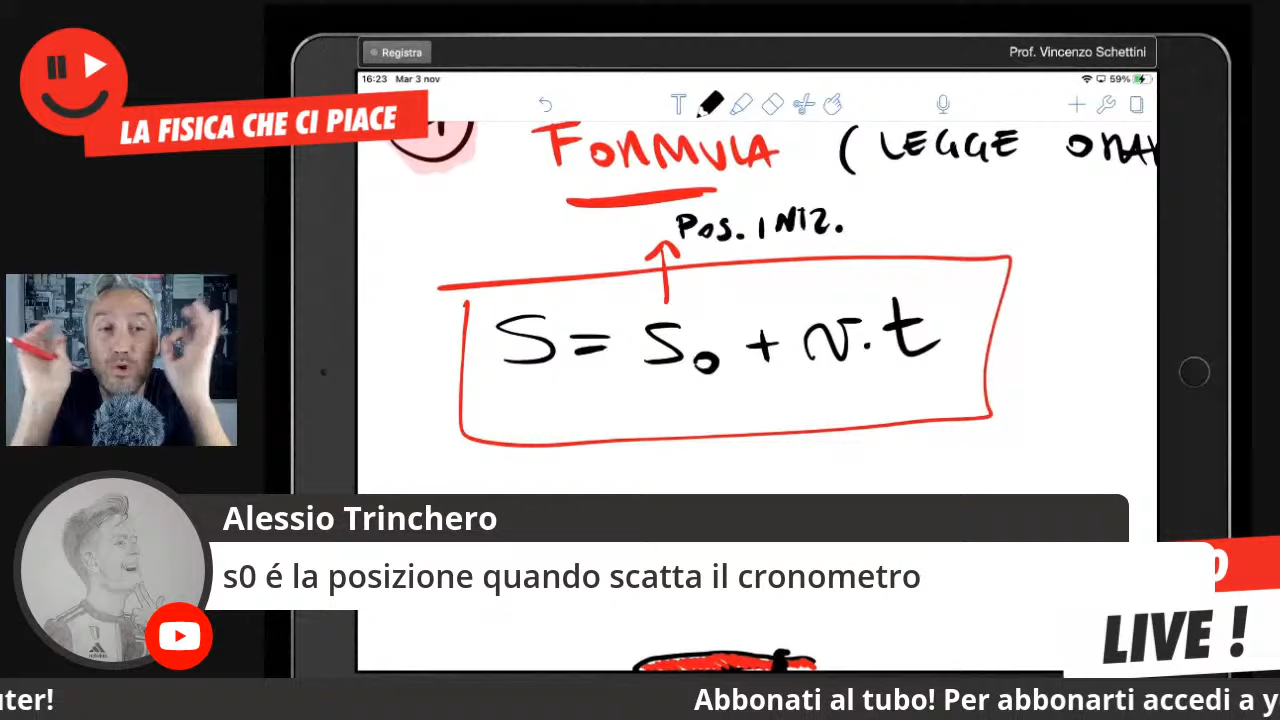 Registra
Prof. Vincenzo Schettini
16:23 Mar 3 nov
59%
LA FISICA CHE CI PIACE
FORMULA (LEGGE
POS. INIZ.
S = S₀ + v · t
Alessio Trinchero
s0 é la posizione quando scatta il cronometro
LIVE !
uter!
Abbonati al tubo! Per abbonarti accedi a y